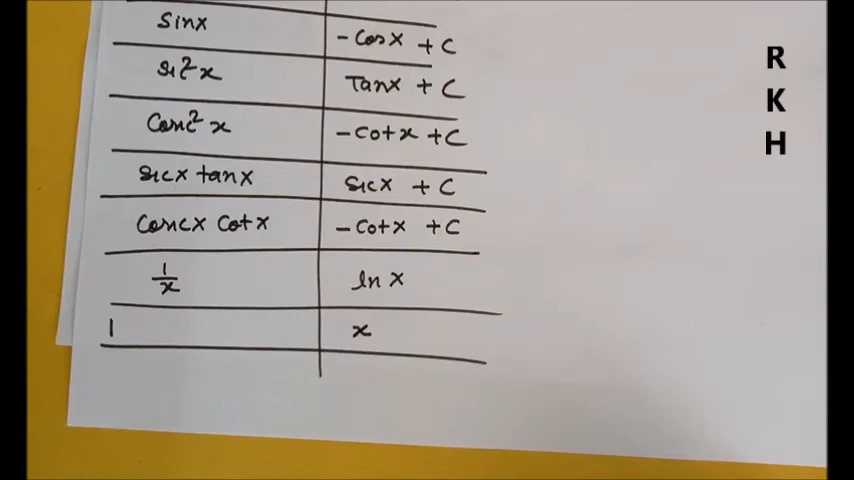 Sinx -Cosx + C
Sec²x Tanx + C
Cosec²x -Cotx + C
Secx tanx Secx + C
Cosecx Cotx -Cotx + C
1/x ln x
1 x
R
K
H